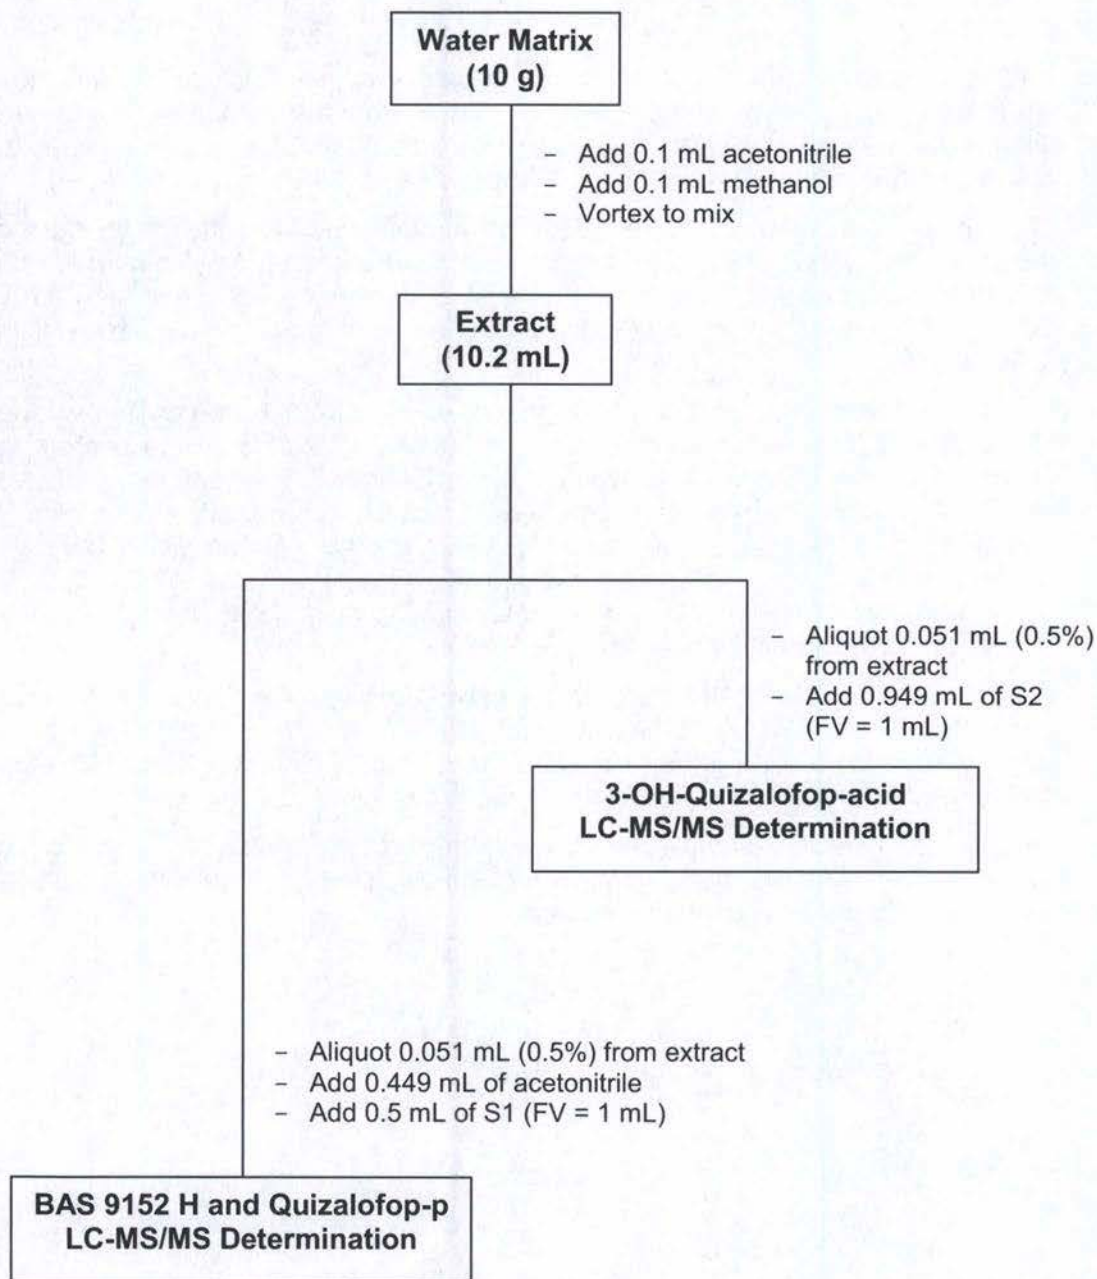 Water Matrix
(10 g)
– Add 0.1 mL acetonitrile
– Add 0.1 mL methanol
– Vortex to mix
Extract
(10.2 mL)
– Aliquot 0.051 mL (0.5%)
from extract
– Add 0.949 mL of S2
(FV = 1 mL)
3-OH-Quizalofop-acid
LC-MS/MS Determination
– Aliquot 0.051 mL (0.5%) from extract
– Add 0.449 mL of acetonitrile
– Add 0.5 mL of S1 (FV = 1 mL)
BAS 9152 H and Quizalofop-p
LC-MS/MS Determination